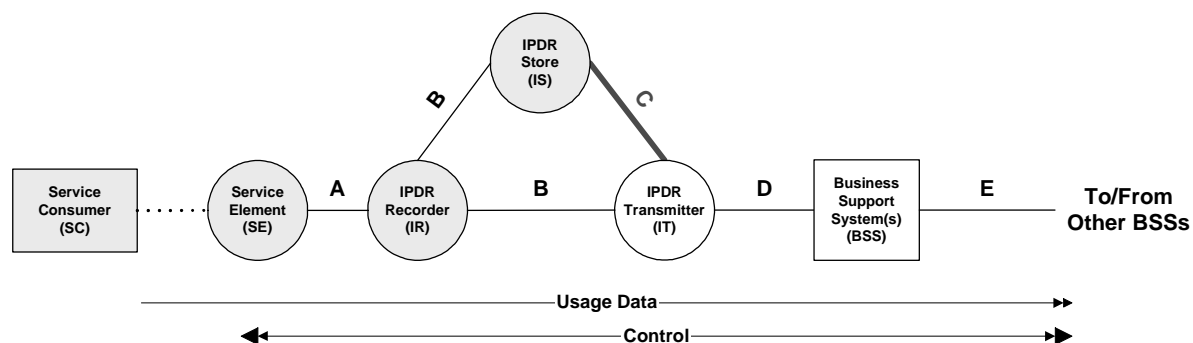 IPDR
Store
(IS)
B
C
Service
Consumer
(SC)
Service
Element
(SE)
A
IPDR
Recorder
(IR)
B
IPDR
Transmitter
(IT)
D
Business
Support
System(s)
(BSS)
E
To/From
Other BSSs
Usage Data
Control